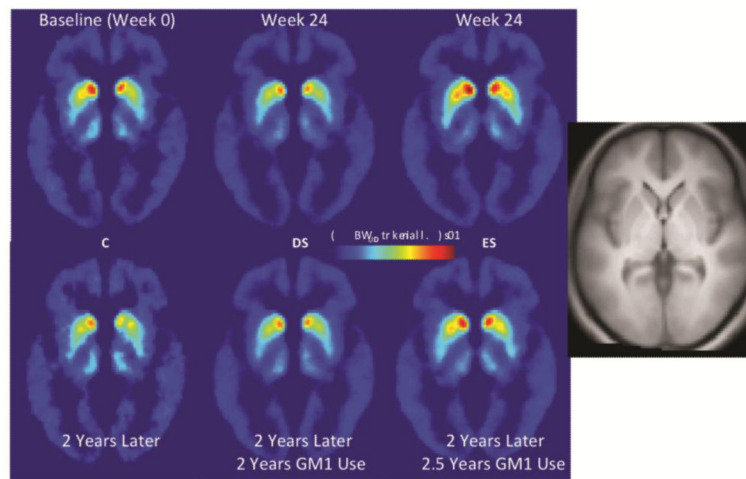 Baseline (Week 0)
Week 24
Week 24
C
DS
ES
2 Years Later
2 Years Later
2 Years GM1 Use
2 Years Later
2.5 Years GM1 Use